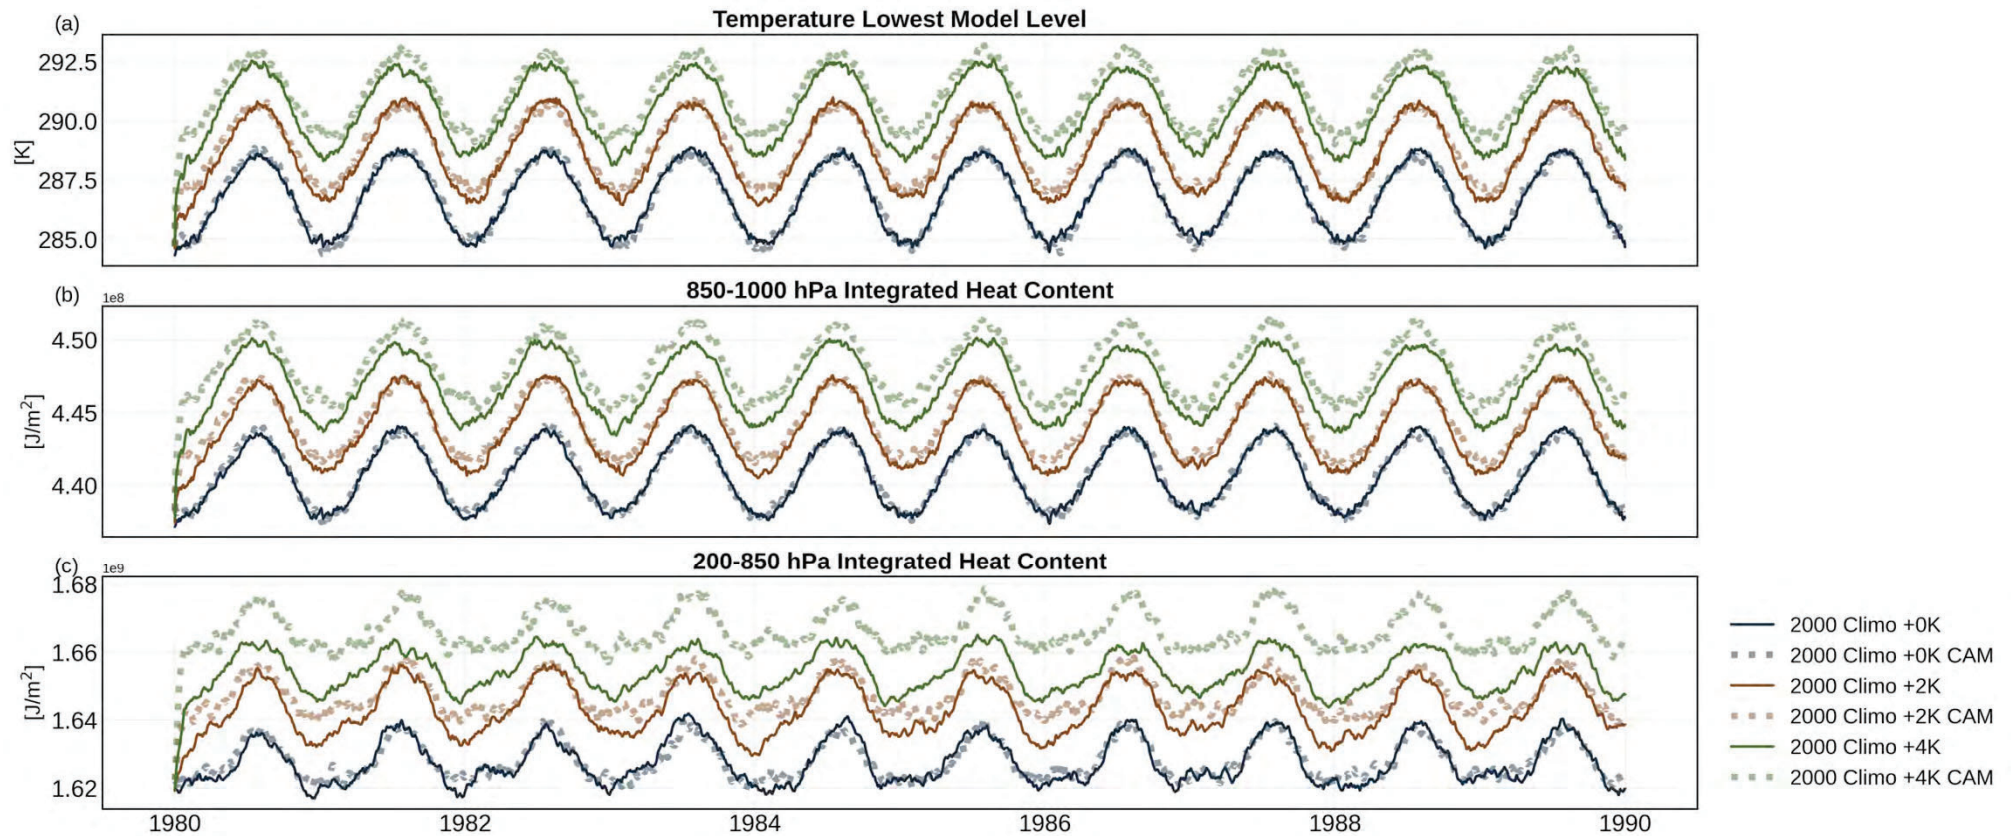 (a)
Temperature Lowest Model Level
292.5
290.0
287.5
285.0
[K]
(b)
1e8
850-1000 hPa Integrated Heat Content
4.50
4.45
4.40
[J/m²]
(c)
1e9
200-850 hPa Integrated Heat Content
1.68
1.66
1.64
1.62
[J/m²]
1980
1982
1984
1986
1988
1990
2000 Climo +0K
2000 Climo +0K CAM
2000 Climo +2K
2000 Climo +2K CAM
2000 Climo +4K
2000 Climo +4K CAM